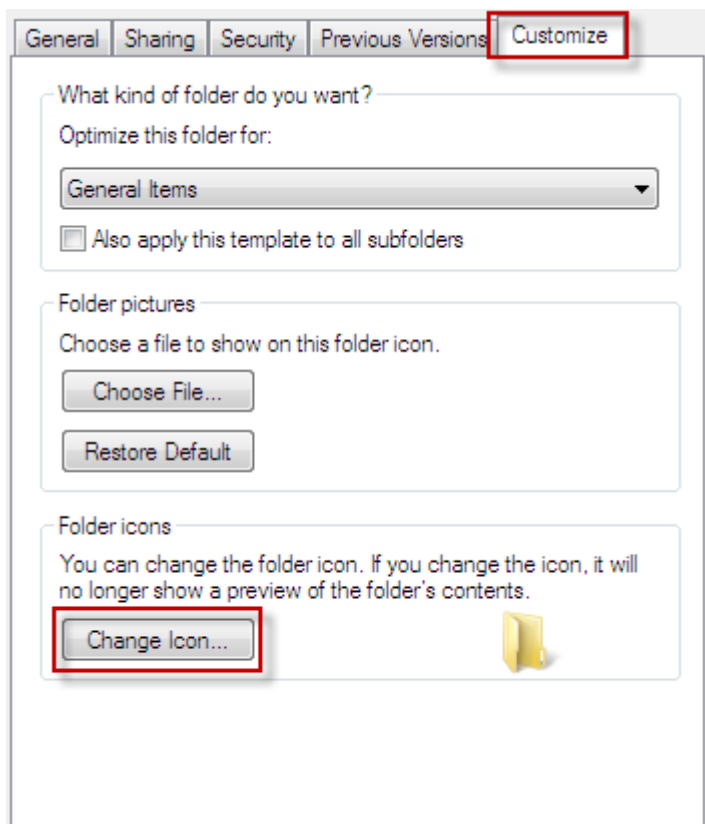 General Sharing Security Previous Versions Customize
What kind of folder do you want?
Optimize this folder for:
General Items
Also apply this template to all subfolders
Folder pictures
Choose a file to show on this folder icon.
Choose File...
Restore Default
Folder icons
You can change the folder icon. If you change the icon, it will
no longer show a preview of the folder's contents.
Change Icon...